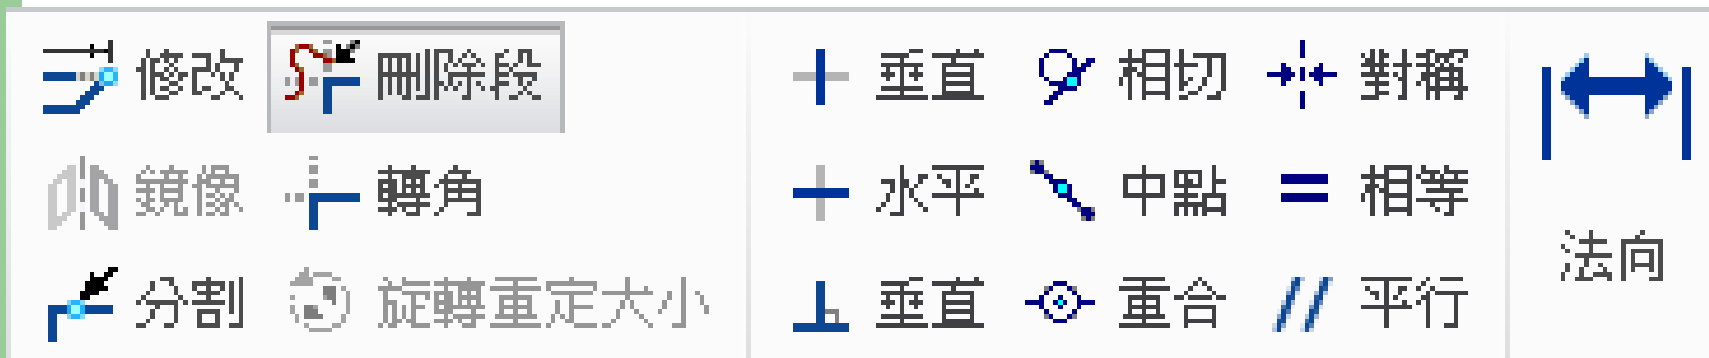 修改 刪除段
鏡像 轉角
分割 旋轉重定大小
垂直 相切 對稱
水平 中點 相等
垂直 重合 平行
法向